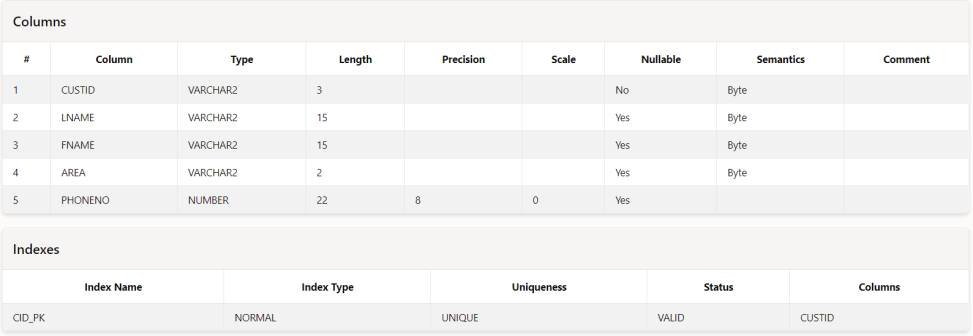 Columns
# Column Type Length Precision Scale Nullable Semantics Comment
1 CUSTID VARCHAR2 3 No Byte
2 LNAME VARCHAR2 15 Yes Byte
3 FNAME VARCHAR2 15 Yes Byte
4 AREA VARCHAR2 2 Yes Byte
5 PHONENO NUMBER 22 8 0 Yes
Indexes
Index Name Index Type Uniqueness Status Columns
CID_PK NORMAL UNIQUE VALID CUSTID